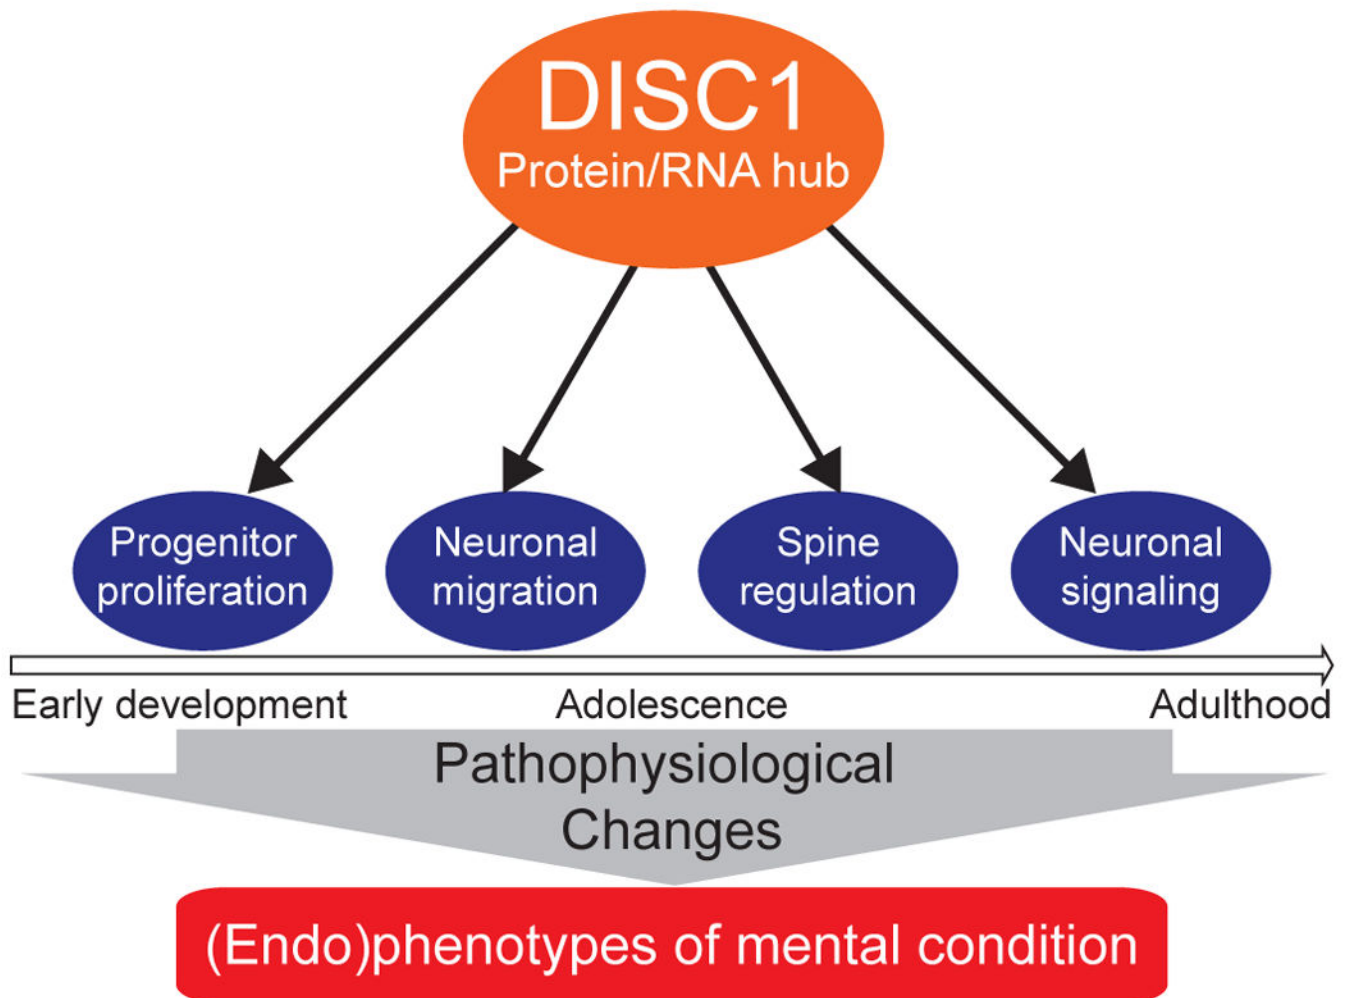 DISC1
Protein/RNA hub
Progenitor
proliferation
Neuronal
migration
Spine
regulation
Neuronal
signaling
Early development
Adolescence
Adulthood
Pathophysiological
Changes
(Endo)phenotypes of mental condition